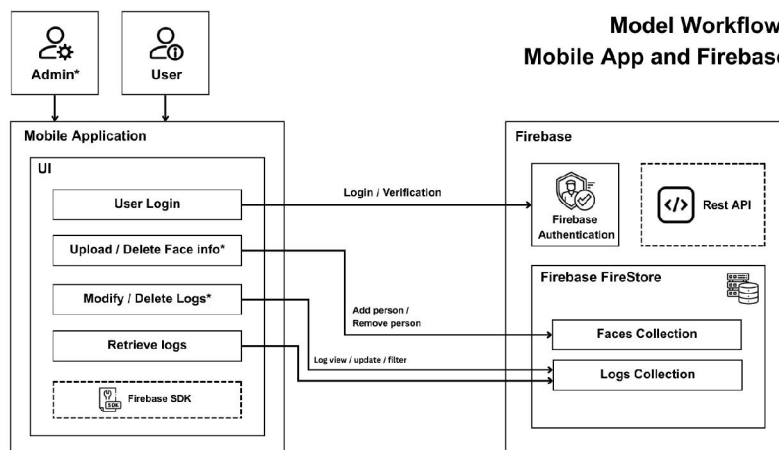 Model Workflow
Mobile App and Firebase
Admin*
User
Mobile Application
UI
User Login
Upload / Delete Face info*
Modify / Delete Logs*
Retrieve logs
SDK
Firebase SDK
Login / Verification
Add person /
Remove person
Log view / update / filter
Firebase
Firebase
Authentication
</>
Rest API
Firebase FireStore
Faces Collection
Logs Collection